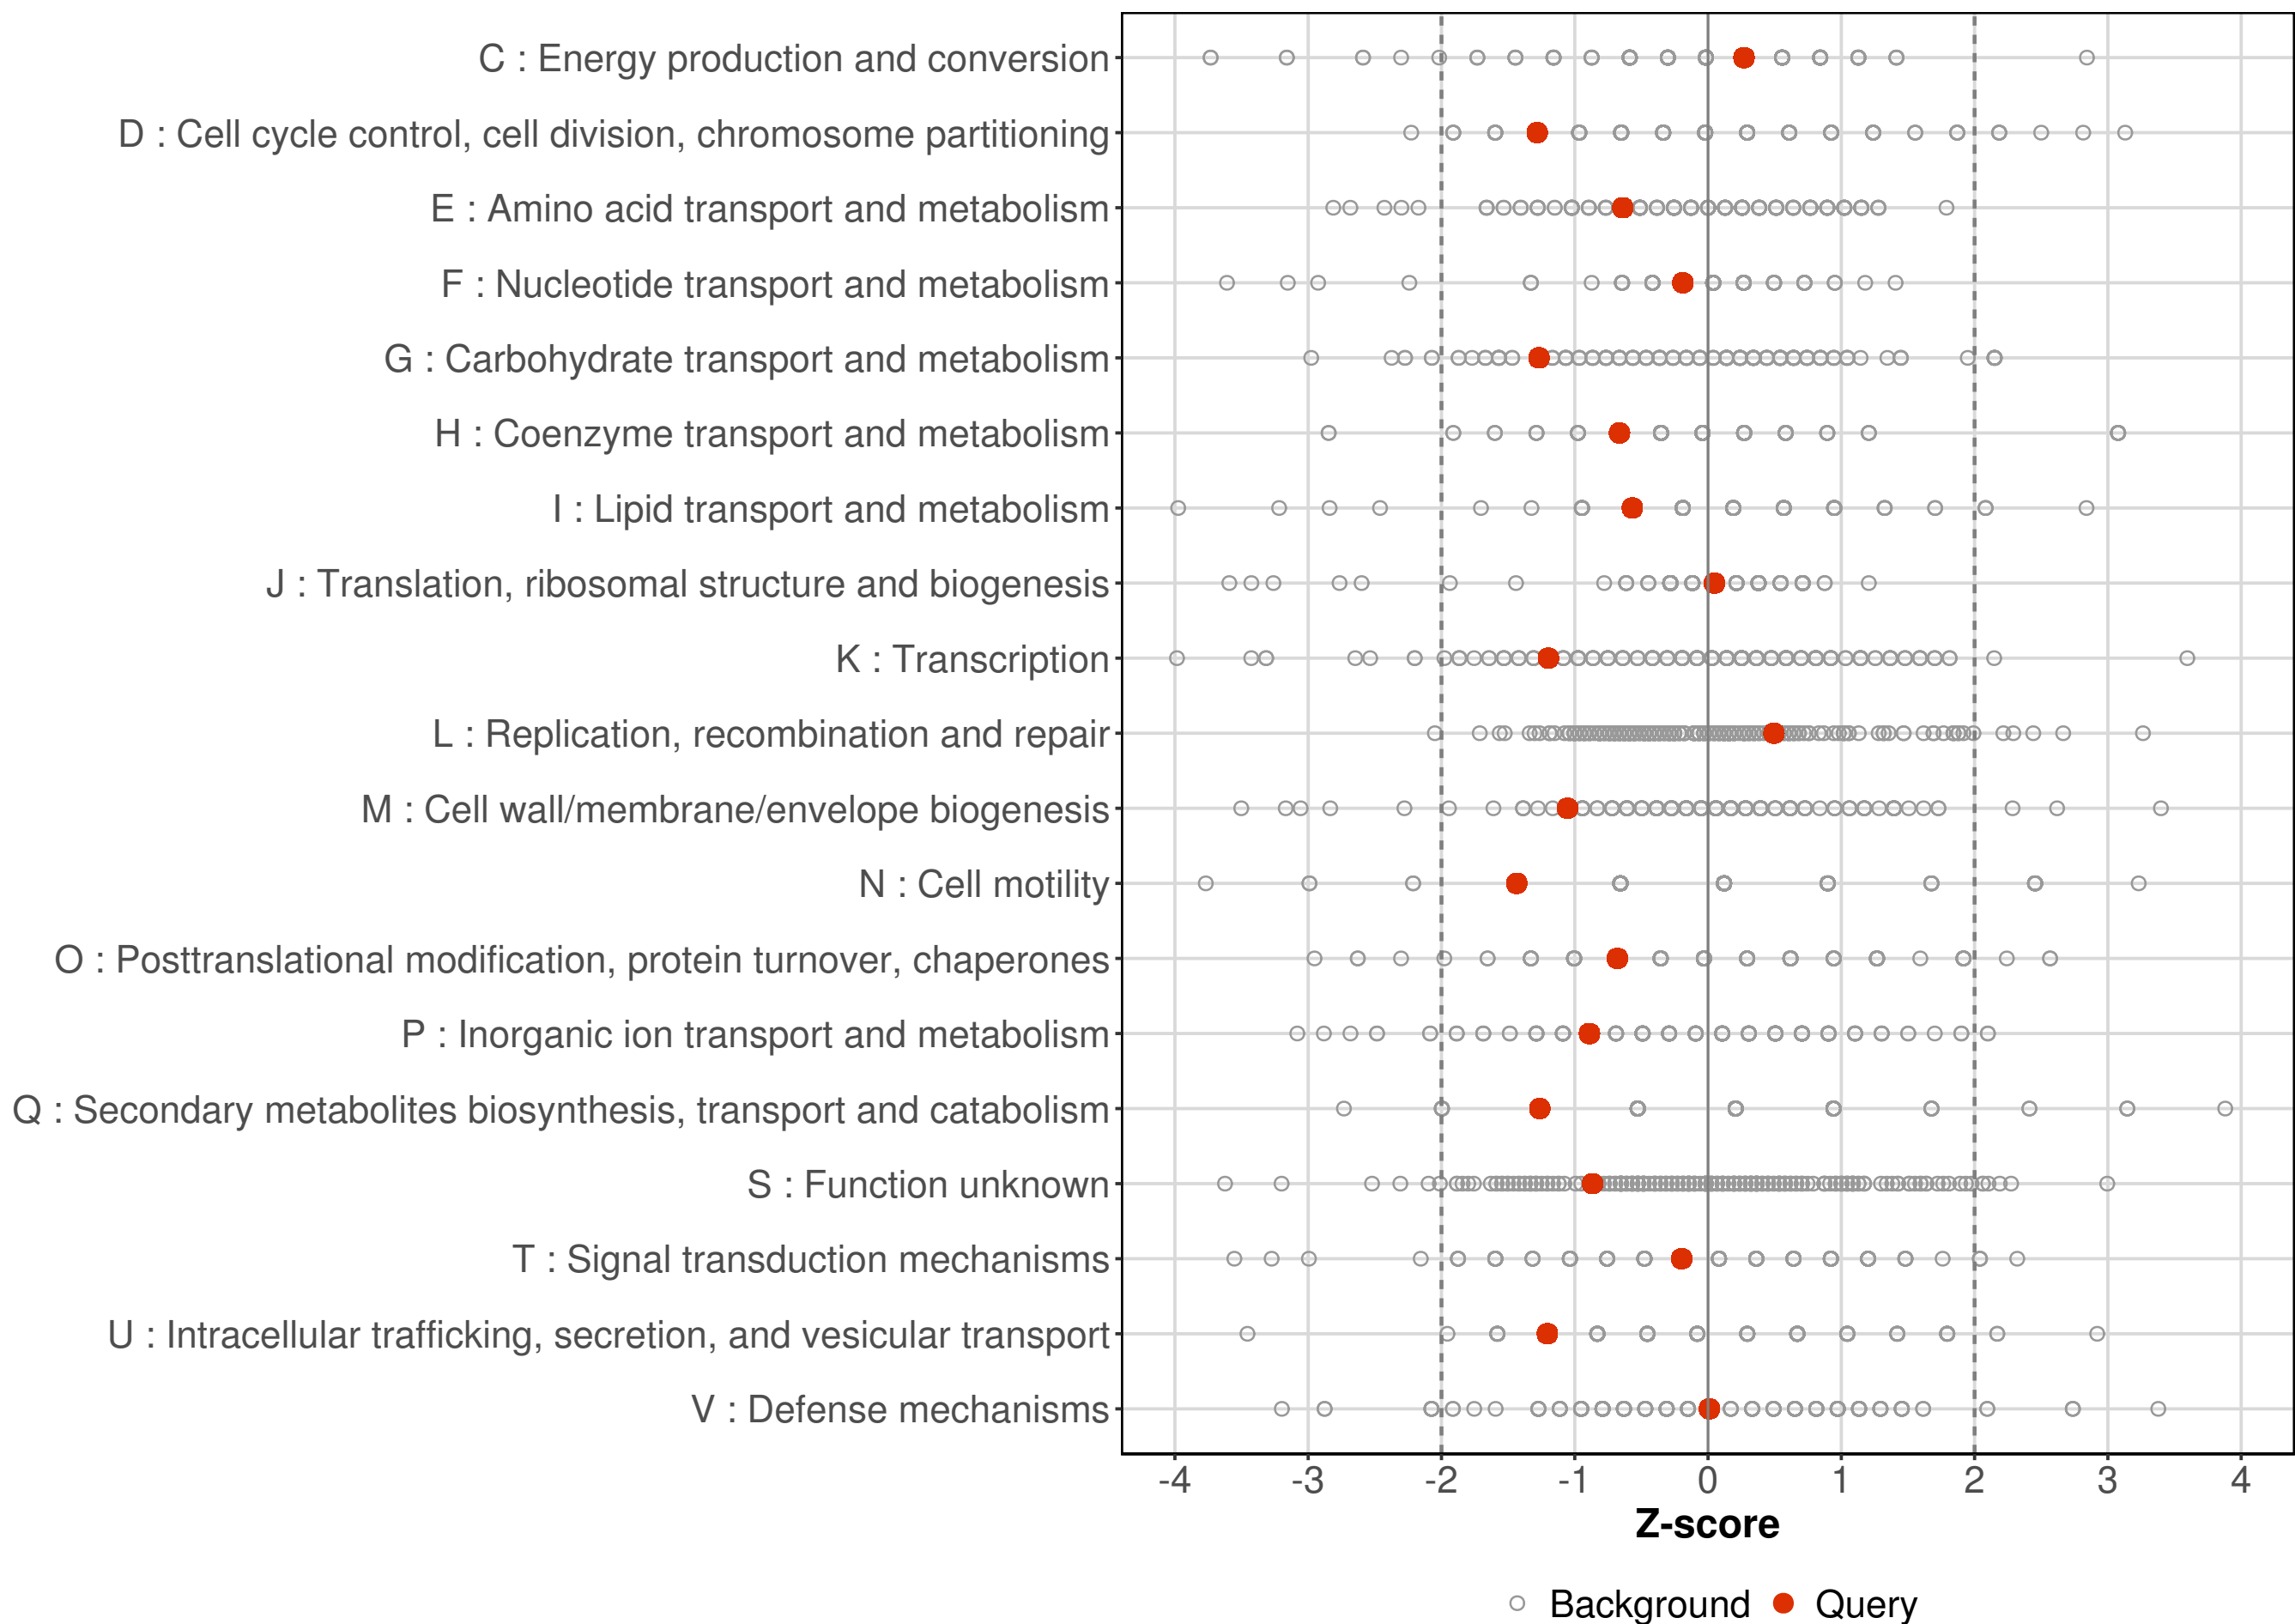 C : Energy production and conversion
D : Cell cycle control, cell division, chromosome partitioning
E : Amino acid transport and metabolism
F : Nucleotide transport and metabolism
G : Carbohydrate transport and metabolism
H : Coenzyme transport and metabolism
I : Lipid transport and metabolism
J : Translation, ribosomal structure and biogenesis
K : Transcription
L : Replication, recombination and repair
M : Cell wall/membrane/envelope biogenesis
N : Cell motility
O : Posttranslational modification, protein turnover, chaperones
P : Inorganic ion transport and metabolism
Q : Secondary metabolites biosynthesis, transport and catabolism
S : Function unknown
T : Signal transduction mechanisms
U : Intracellular trafficking, secretion, and vesicular transport
V : Defense mechanisms
-4 -3 -2 -1 0 1 2 3 4
Z-score
Background Query